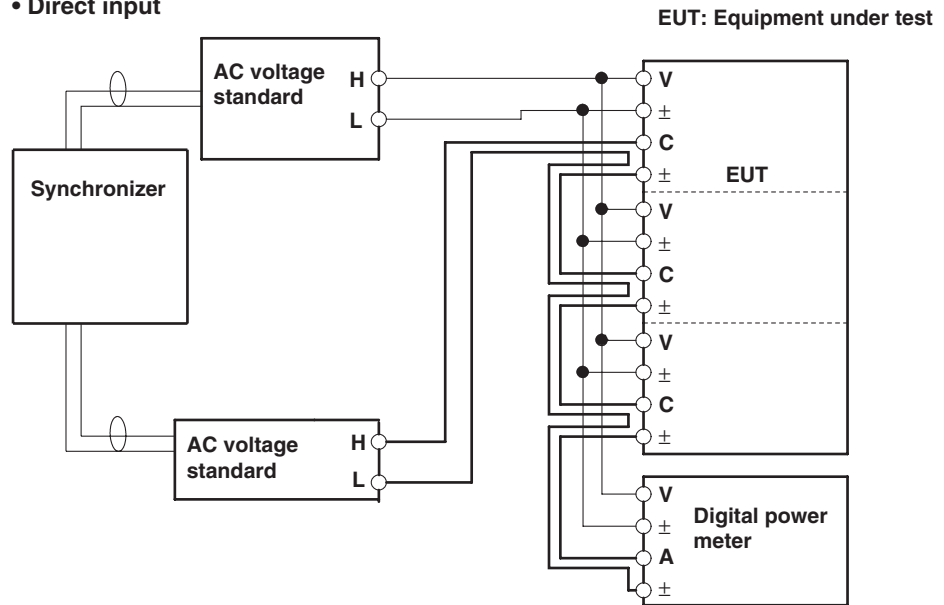 • Direct input
EUT: Equipment under test
AC voltage
standard
H
L
Synchronizer
AC voltage
standard
H
L
V
±
C
±
EUT
V
±
C
±
V
±
C
±
V
±
A
±
Digital power
meter